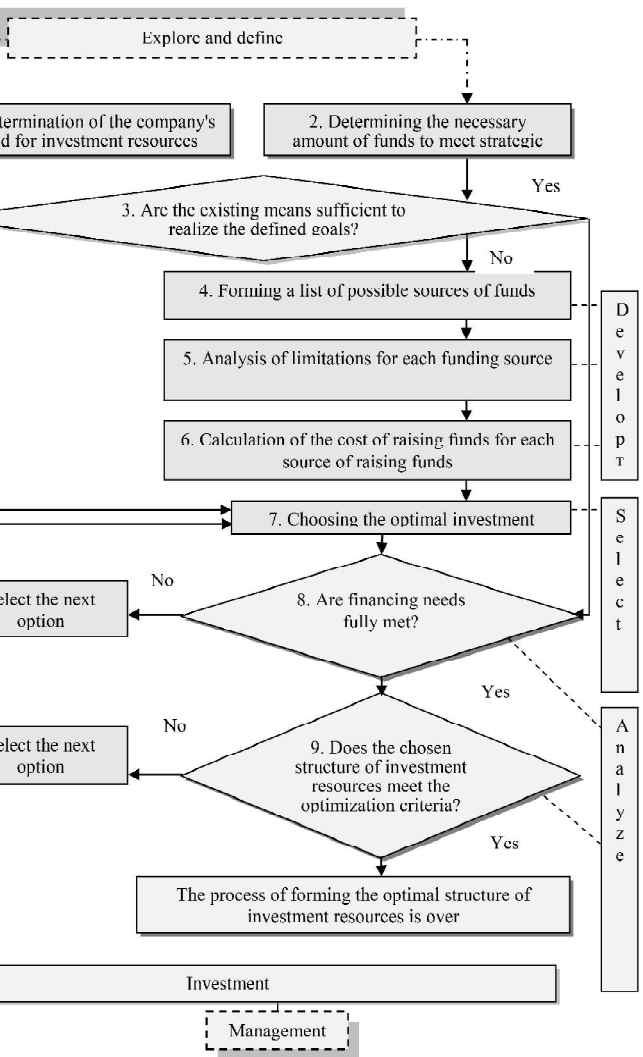 Explore and define
termination of the company's
d for investment resources
2. Determining the necessary
amount of funds to meet strategic
Yes
3. Are the existing means sufficient to
realize the defined goals?
No
4. Forming a list of possible sources of funds
5. Analysis of limitations for each funding source
6. Calculation of the cost of raising funds for each
source of raising funds
Develop
7. Choosing the optimal investment
Select
No
8. Are financing needs
fully met?
elect the next
option
Yes
No
9. Does the chosen
structure of investment
resources meet the
optimization criteria?
elect the next
option
Analyze
Yes
The process of forming the optimal structure of
investment resources is over
Investment
Management